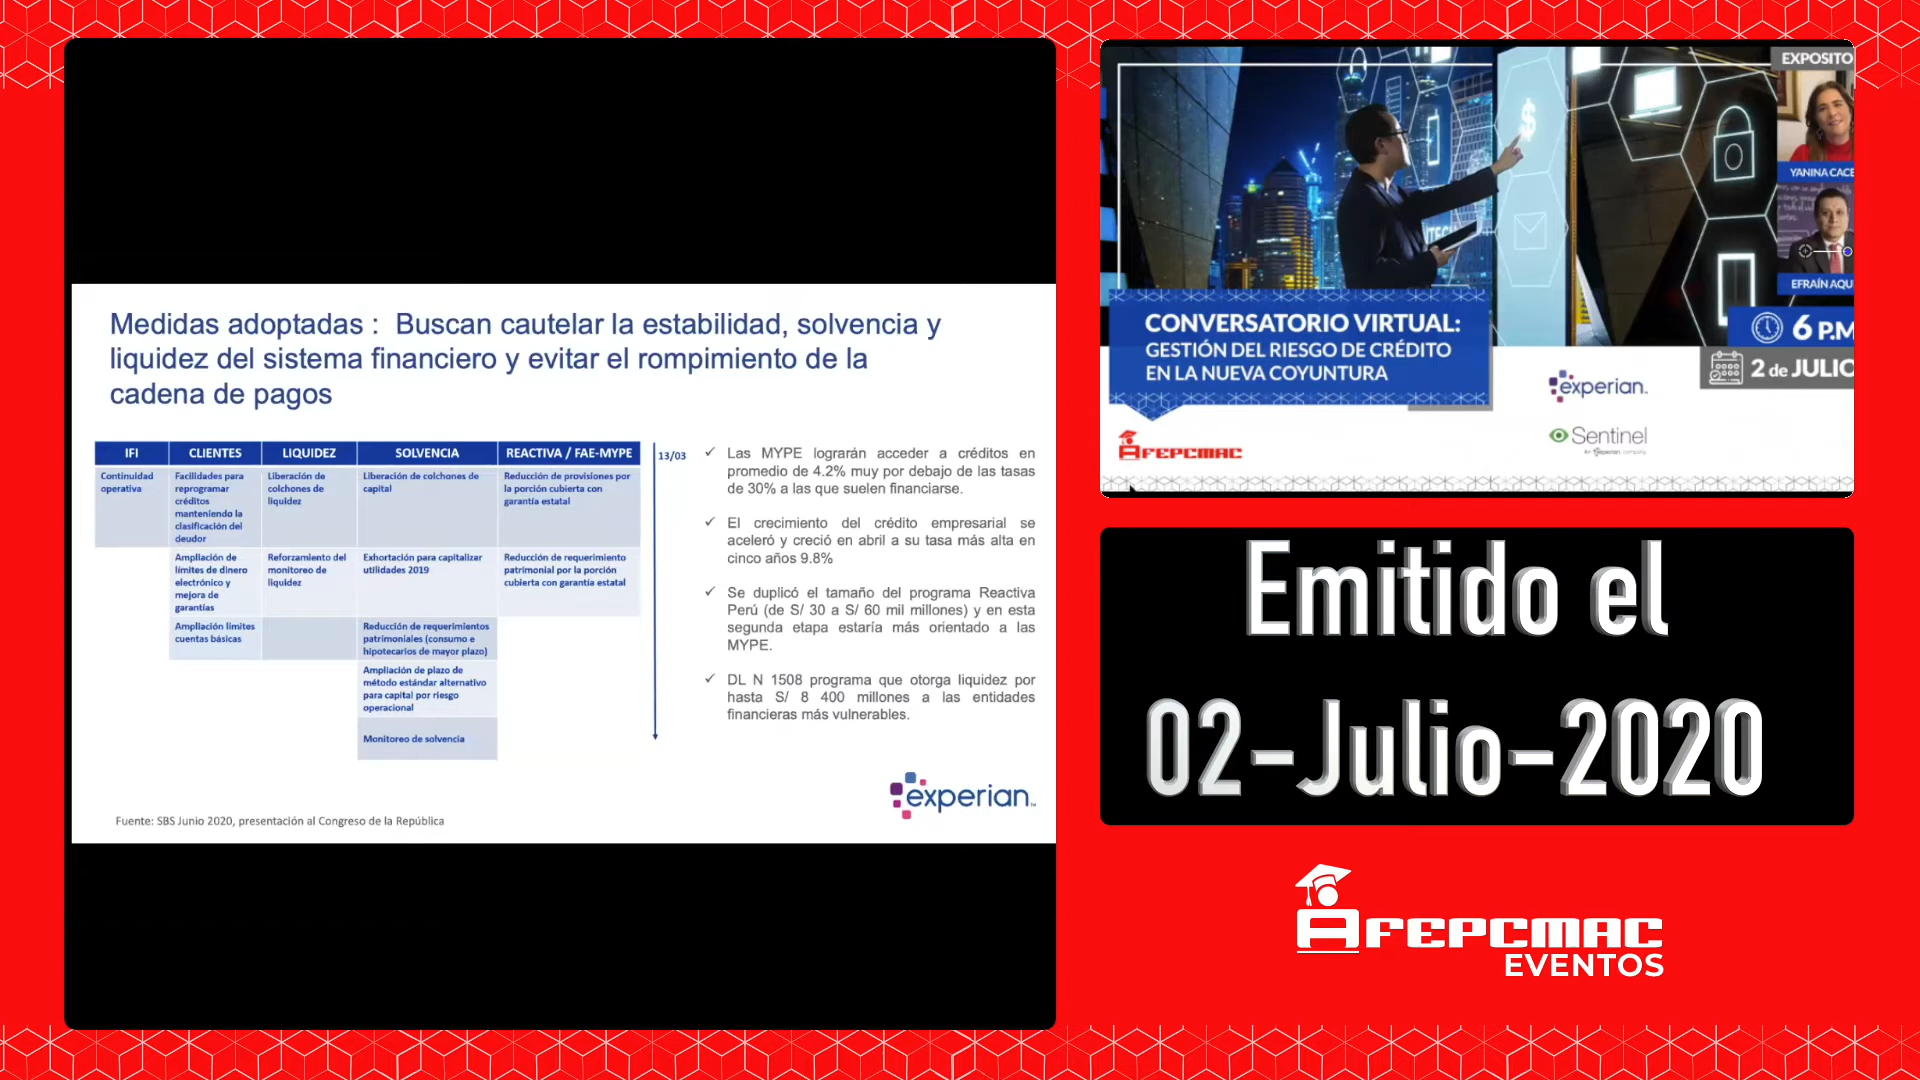 Medidas adoptadas :  Buscan cautelar la estabilidad, solvencia y
liquidez del sistema financiero y evitar el rompimiento de la
cadena de pagos
IFI
CLIENTES
LIQUIDEZ
SOLVENCIA
REACTIVA / FAE-MYPE
Continuidad
operativa
Facilidades para
reprogramar
créditos
manteniendo la
clasificación del
deudor
Liberación de
colchones de
liquidez
Liberación de colchones de
capital
Reducción de provisiones por
la porción cubierta con
garantía estatal
Ampliación de
límites de dinero
electrónico y
mejora de
garantías
Reforzamiento del
monitoreo de
liquidez
Exhortación para capitalizar
utilidades 2019
Reducción de requerimiento
patrimonial por la porción
cubierta con garantía estatal
Ampliación límites
cuentas básicas
Reducción de requerimientos
patrimoniales (consumo e
hipotecarios de mayor plazo)
Ampliación de plazo de
método estándar alternativo
para capital por riesgo
operacional
Monitoreo de solvencia
13/03
✓ Las MYPE lograrán acceder a créditos en
promedio de 4.2% muy por debajo de las tasas
de 30% a las que suelen financiarse.
✓ El crecimiento del crédito empresarial se
aceleró y creció en abril a su tasa más alta en
cinco años 9.8%
✓ Se duplicó el tamaño del programa Reactiva
Perú (de S/ 30 a S/ 60 mil millones) y en esta
segunda etapa estaría más orientado a las
MYPE.
✓ DL N 1508 programa que otorga liquidez por
hasta S/ 8 400 millones a las entidades
financieras más vulnerables.
experian.™
Fuente: SBS Junio 2020, presentación al Congreso de la República
EXPOSITO
YANINA CACE
EFRAÍN AQU
6 P.M
2 de JULIO
CONVERSATORIO VIRTUAL:
GESTIÓN DEL RIESGO DE CRÉDITO
EN LA NUEVA COYUNTURA
experian.
Sentinel
An experian company
AFEPCMAC
Emitido el
02-Julio-2020
AFEPCMAC
EVENTOS